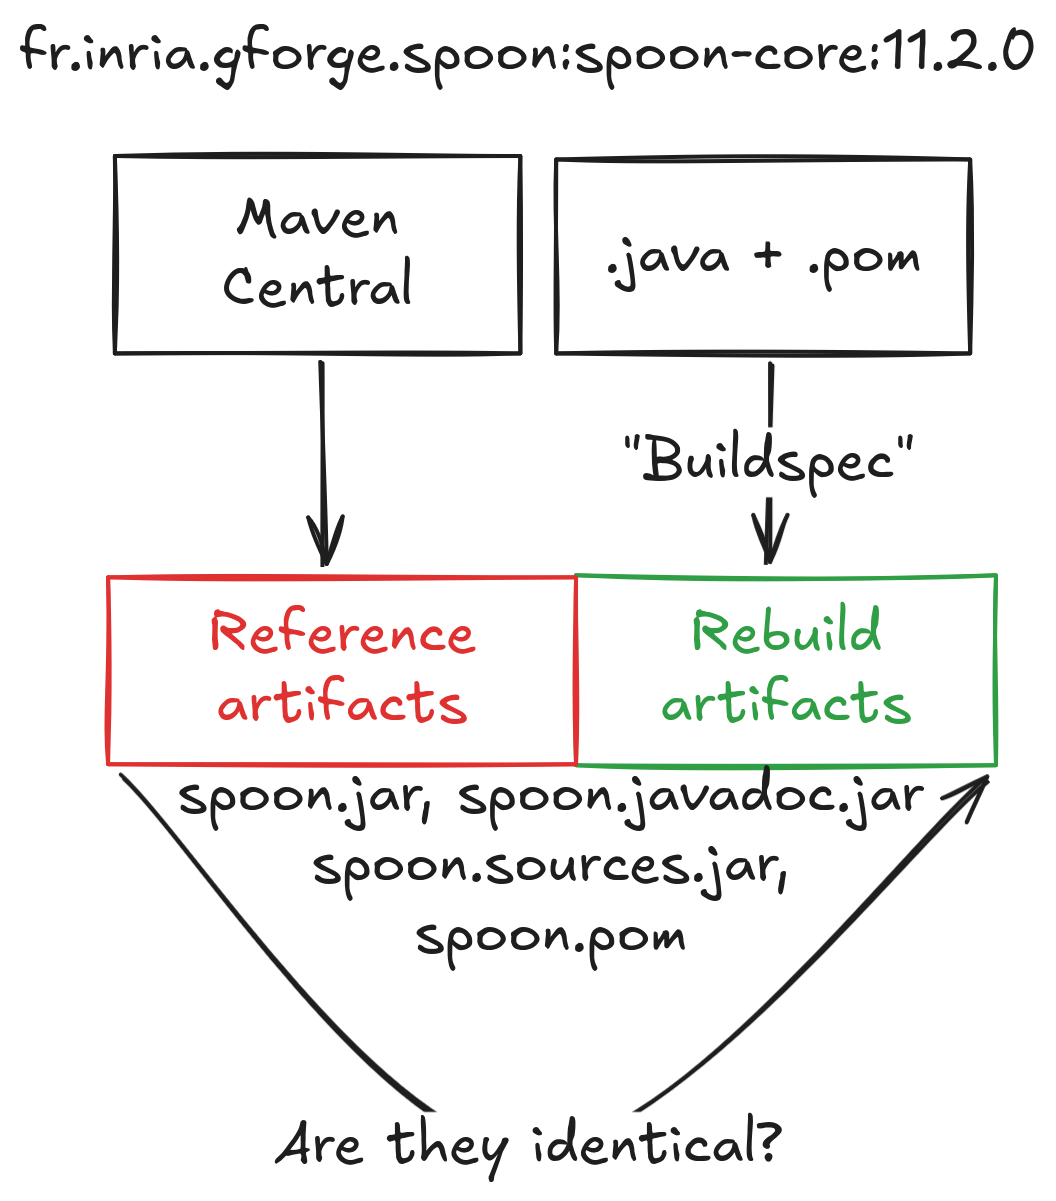 fr.inria.gforge.spoon:spoon-core:11.2.0
Maven
Central
.java + .pom
"Buildspec"
Reference
artifacts
Rebuild
artifacts
spoon.jar, spoon.javadoc.jar
spoon.sources.jar,
spoon.pom
Are they identical?